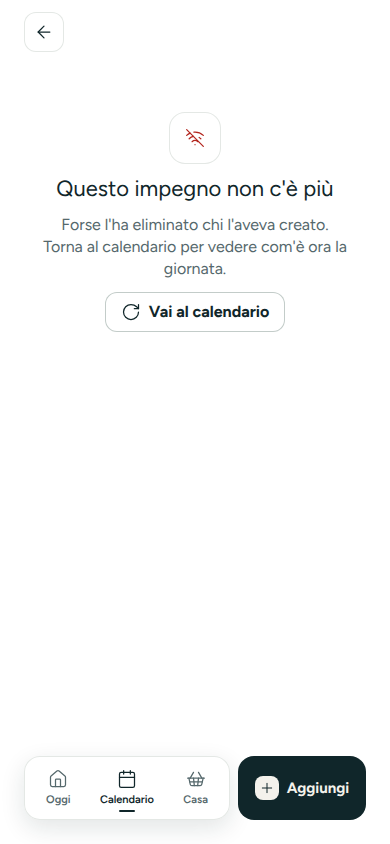 Questo impegno non c'è più
Forse l'ha eliminato chi l'aveva creato.
Torna al calendario per vedere com'è ora la
giornata.
Vai al calendario
Oggi
Calendario
Casa
Aggiungi